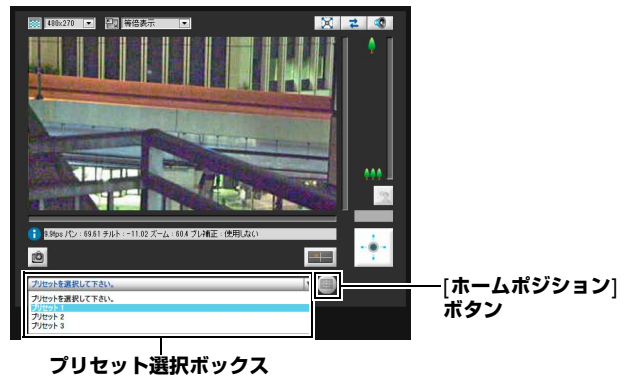 480x270 等倍表示
9.9fps パン：69.61 チルト：-11.02 ズーム：60.4 ブレ補正：使用しない
プリセットを選択して下さい。
プリセットを選択して下さい。
プリセット 1
プリセット 2
プリセット 3
[ホームポジション]
ボタン
プリセット選択ボックス